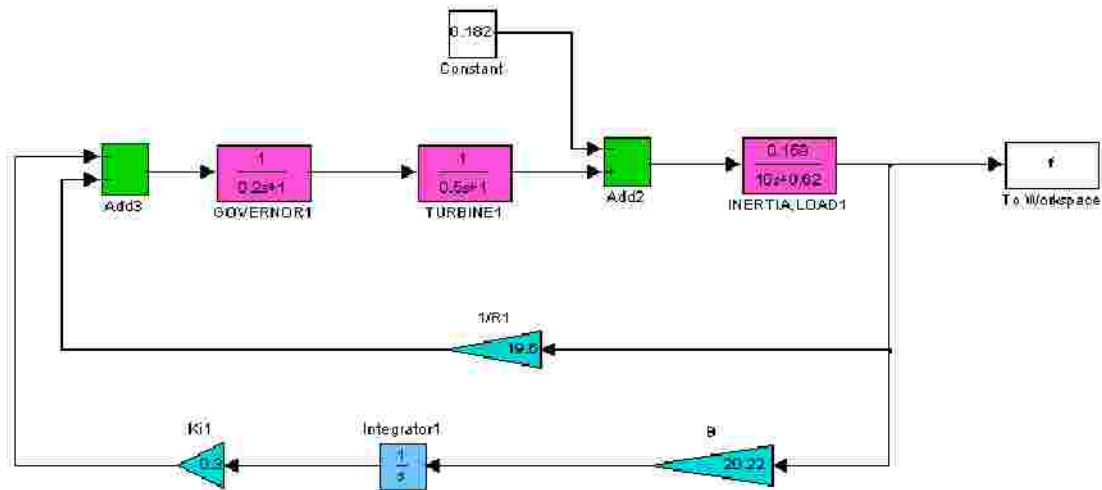 0.182
Constant
Add3
1
0.2s+1
GOVERNOR1
1
0.5s+1
TURBINE1
Add2
0.159
10s+0.62
INERTIA,LOAD1
f
To Workspace
1/R1
19.6
Ki1
0.3
Integrator1
1
s
B
20.22